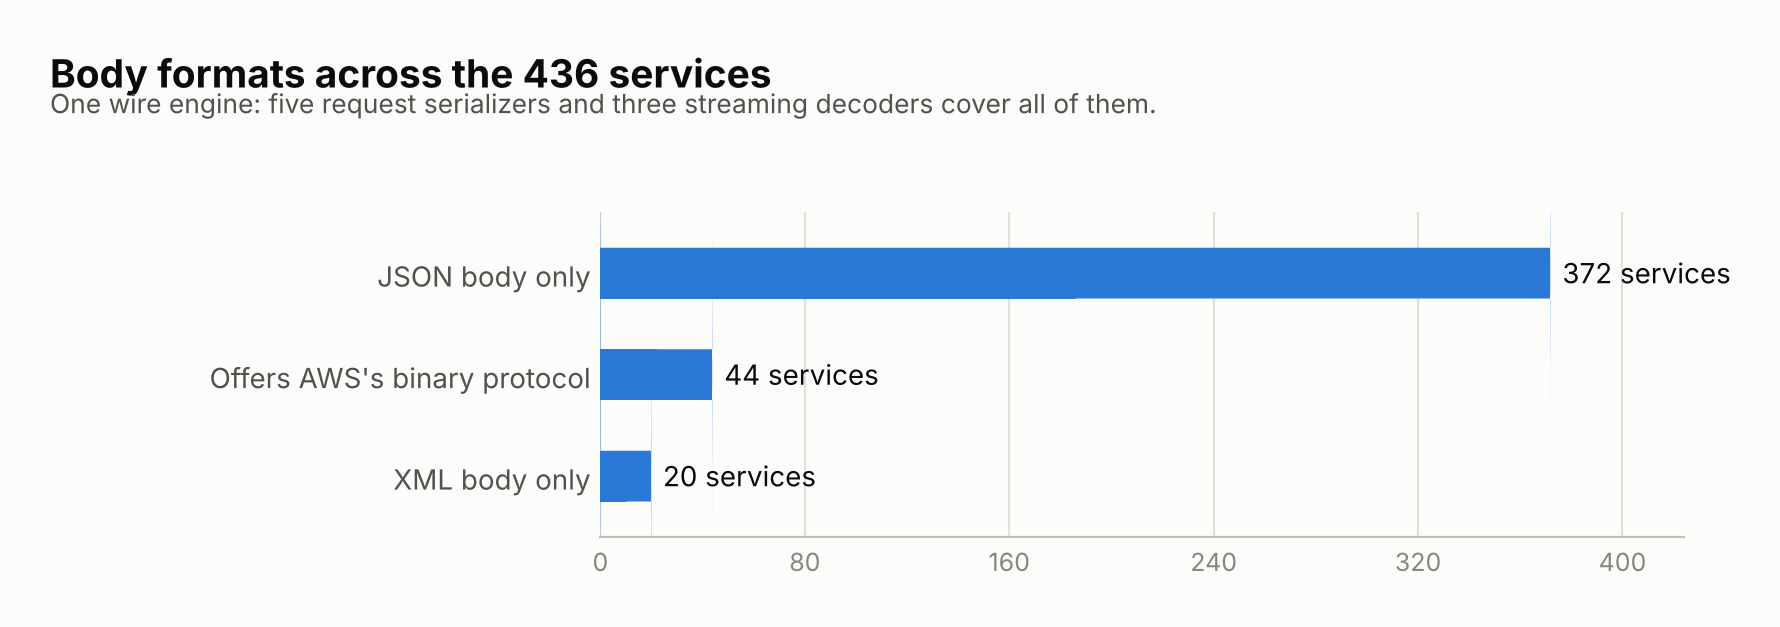 Body formats across the 436 services
One wire engine: five request serializers and three streaming decoders cover all of them.
JSON body only
372 services
Offers AWS's binary protocol
44 services
XML body only
20 services
0 80 160 240 320 400